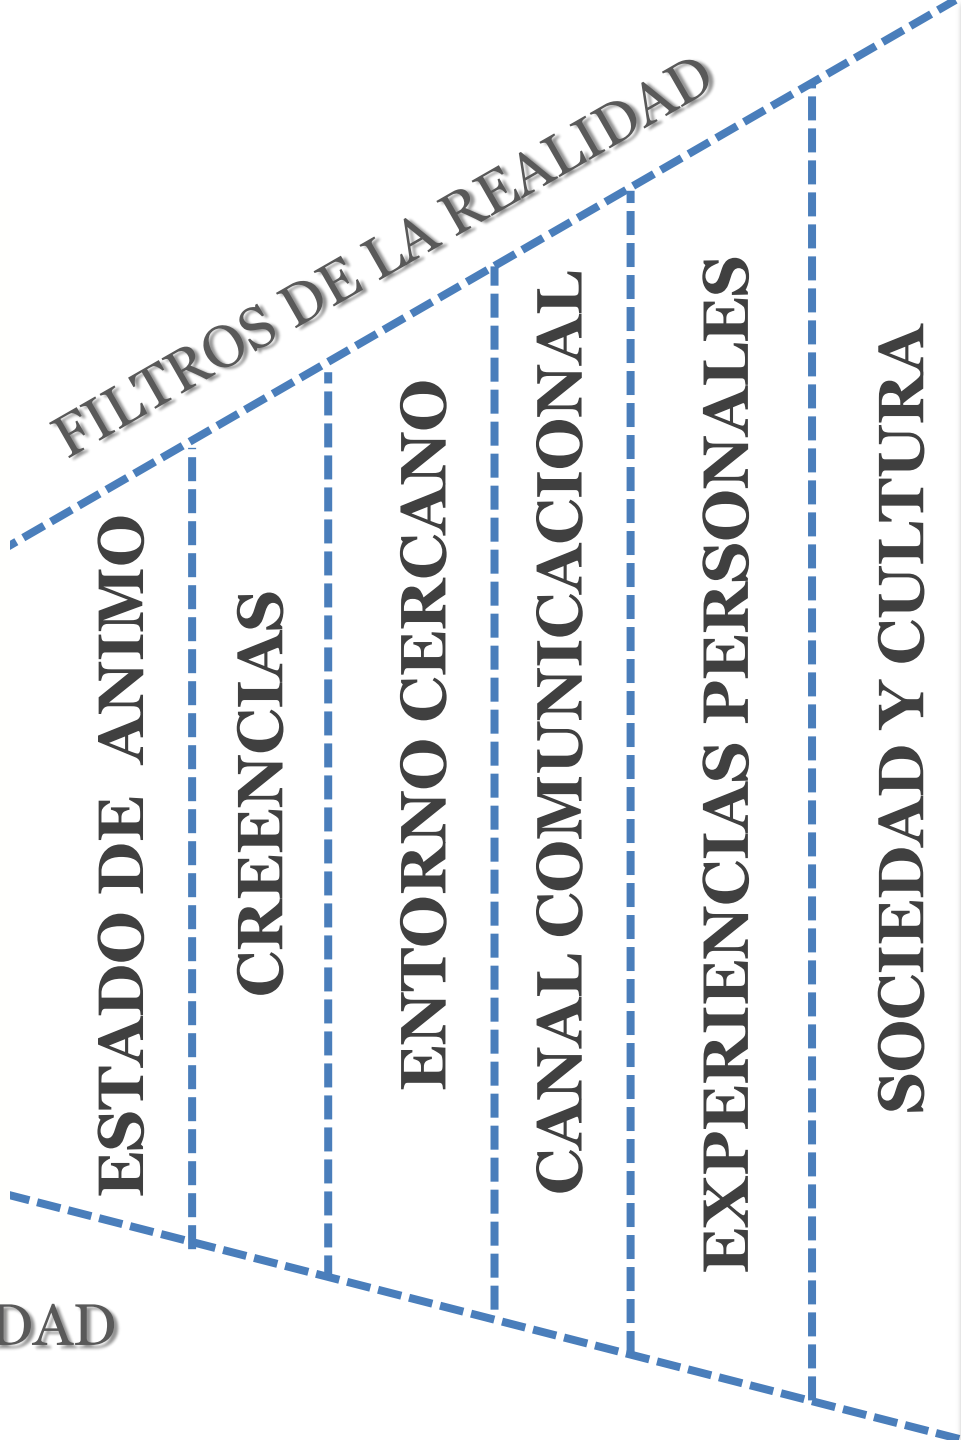 FILTROS DE LA REALIDAD
ESTADO DE ANIMO
CREENCIAS
ENTORNO CERCANO
CANAL COMUNICACIONAL
EXPERIENCIAS PERSONALES
SOCIEDAD Y CULTURA
DAD